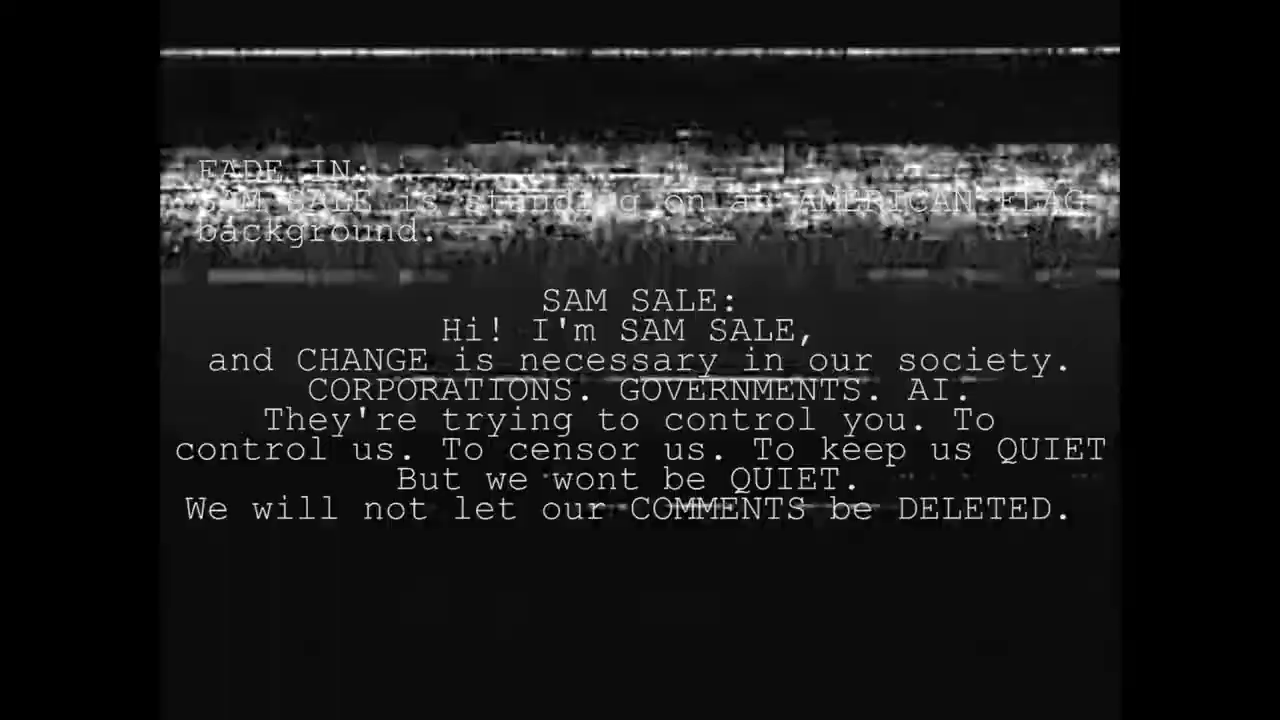 FADE IN:
SAM SALE is standing on an AMERICAN FLAG
background.
SAM SALE:
Hi! I'm SAM SALE,
and CHANGE is necessary in our society.
CORPORATIONS. GOVERNMENTS. AI.
They're trying to control you. To
control us. To censor us. To keep us QUIET
But we wont be QUIET.
We will not let our COMMENTS be DELETED.